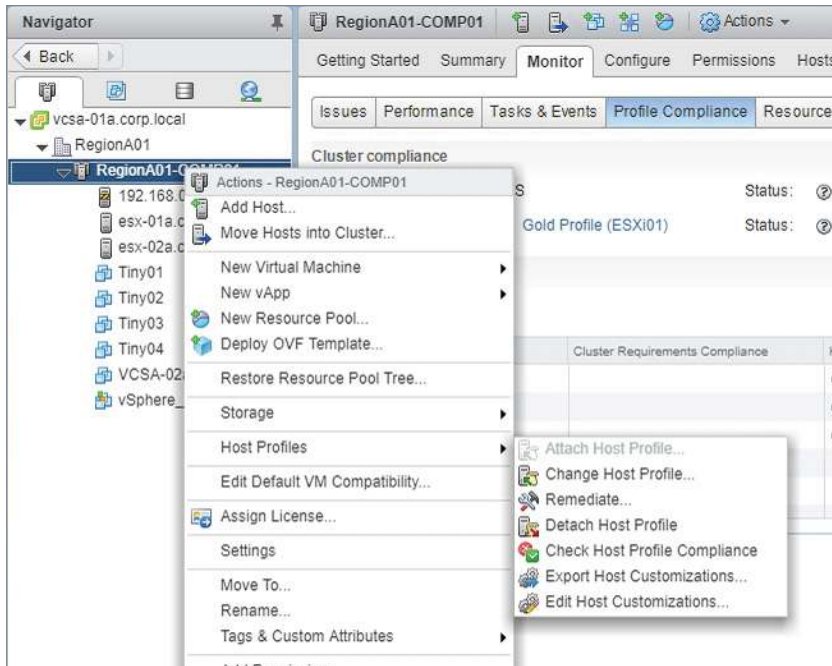 Navigator
RegionA01-COMP01
Actions
Back
Getting Started
Summary
Monitor
Configure
Permissions
Hosts
Issues
Performance
Tasks & Events
Profile Compliance
Resource
vcsa-01a.corp.local
RegionA01
RegionA01-COMP01
192.168.0
esx-01a.c
esx-02a.c
Tiny01
Tiny02
Tiny03
Tiny04
VCSA-02
vSphere_
Cluster compliance
S
Status:
Gold Profile (ESXi01)
Status:
Cluster Requirements Compliance
Actions - RegionA01-COMP01
Add Host...
Move Hosts into Cluster...
New Virtual Machine
New vApp
New Resource Pool...
Deploy OVF Template...
Restore Resource Pool Tree...
Storage
Host Profiles
Edit Default VM Compatibility...
Assign License...
Settings
Move To...
Rename...
Tags & Custom Attributes
Attach Host Profile...
Change Host Profile...
Remediate...
Detach Host Profile
Check Host Profile Compliance
Export Host Customizations...
Edit Host Customizations...